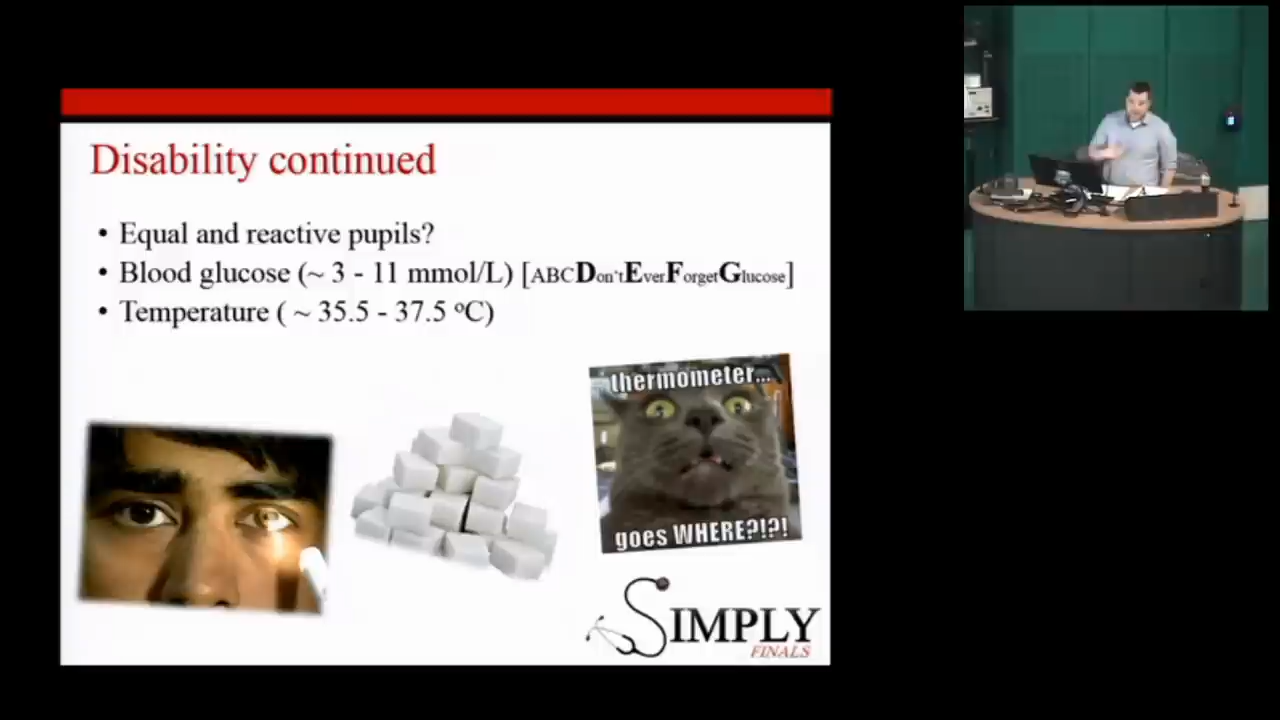 Disability continued
• Equal and reactive pupils?
• Blood glucose (~ 3 - 11 mmol/L) [ABCDon'tEverForgetGlucose]
• Temperature ( ~ 35.5 - 37.5 ºC)
thermometer...
goes WHERE?!?!
SIMPLY
FINALS